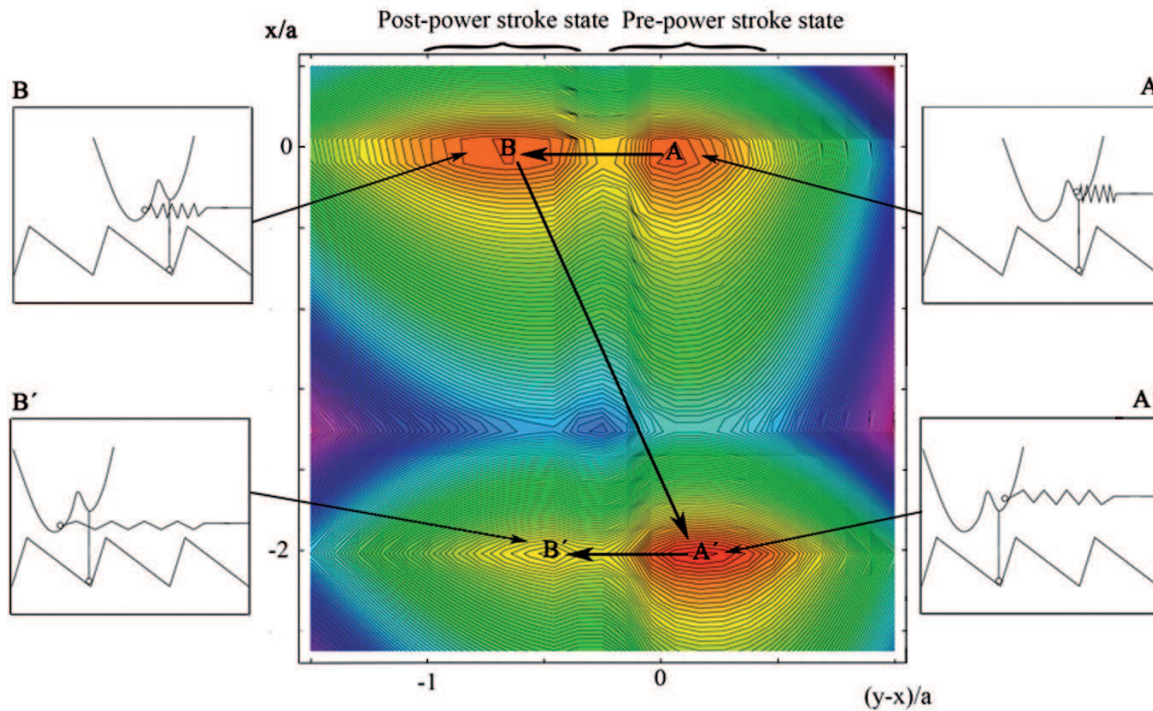 Post-power stroke state Pre-power stroke state
x/a
B
A
0
B
A
B´
A
-2
B´
A´
-1
0
(y-x)/a